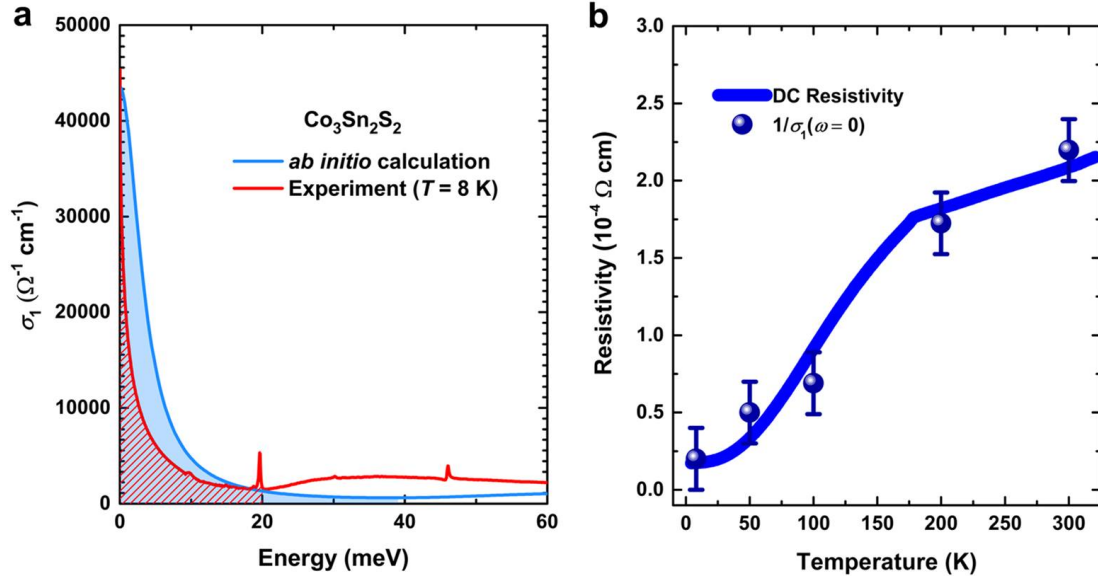 a
50000
40000
30000
20000
10000
0
σ₁ (Ω⁻¹ cm⁻¹)
Co₃Sn₂S₂
ab initio calculation
Experiment (T = 8 K)
0 20 40 60
Energy (meV)
b
3.0
2.5
2.0
1.5
1.0
0.5
0.0
Resistivity (10⁻⁴ Ω cm)
DC Resistivity
1/σ₁(ω = 0)
0 50 100 150 200 250 300
Temperature (K)